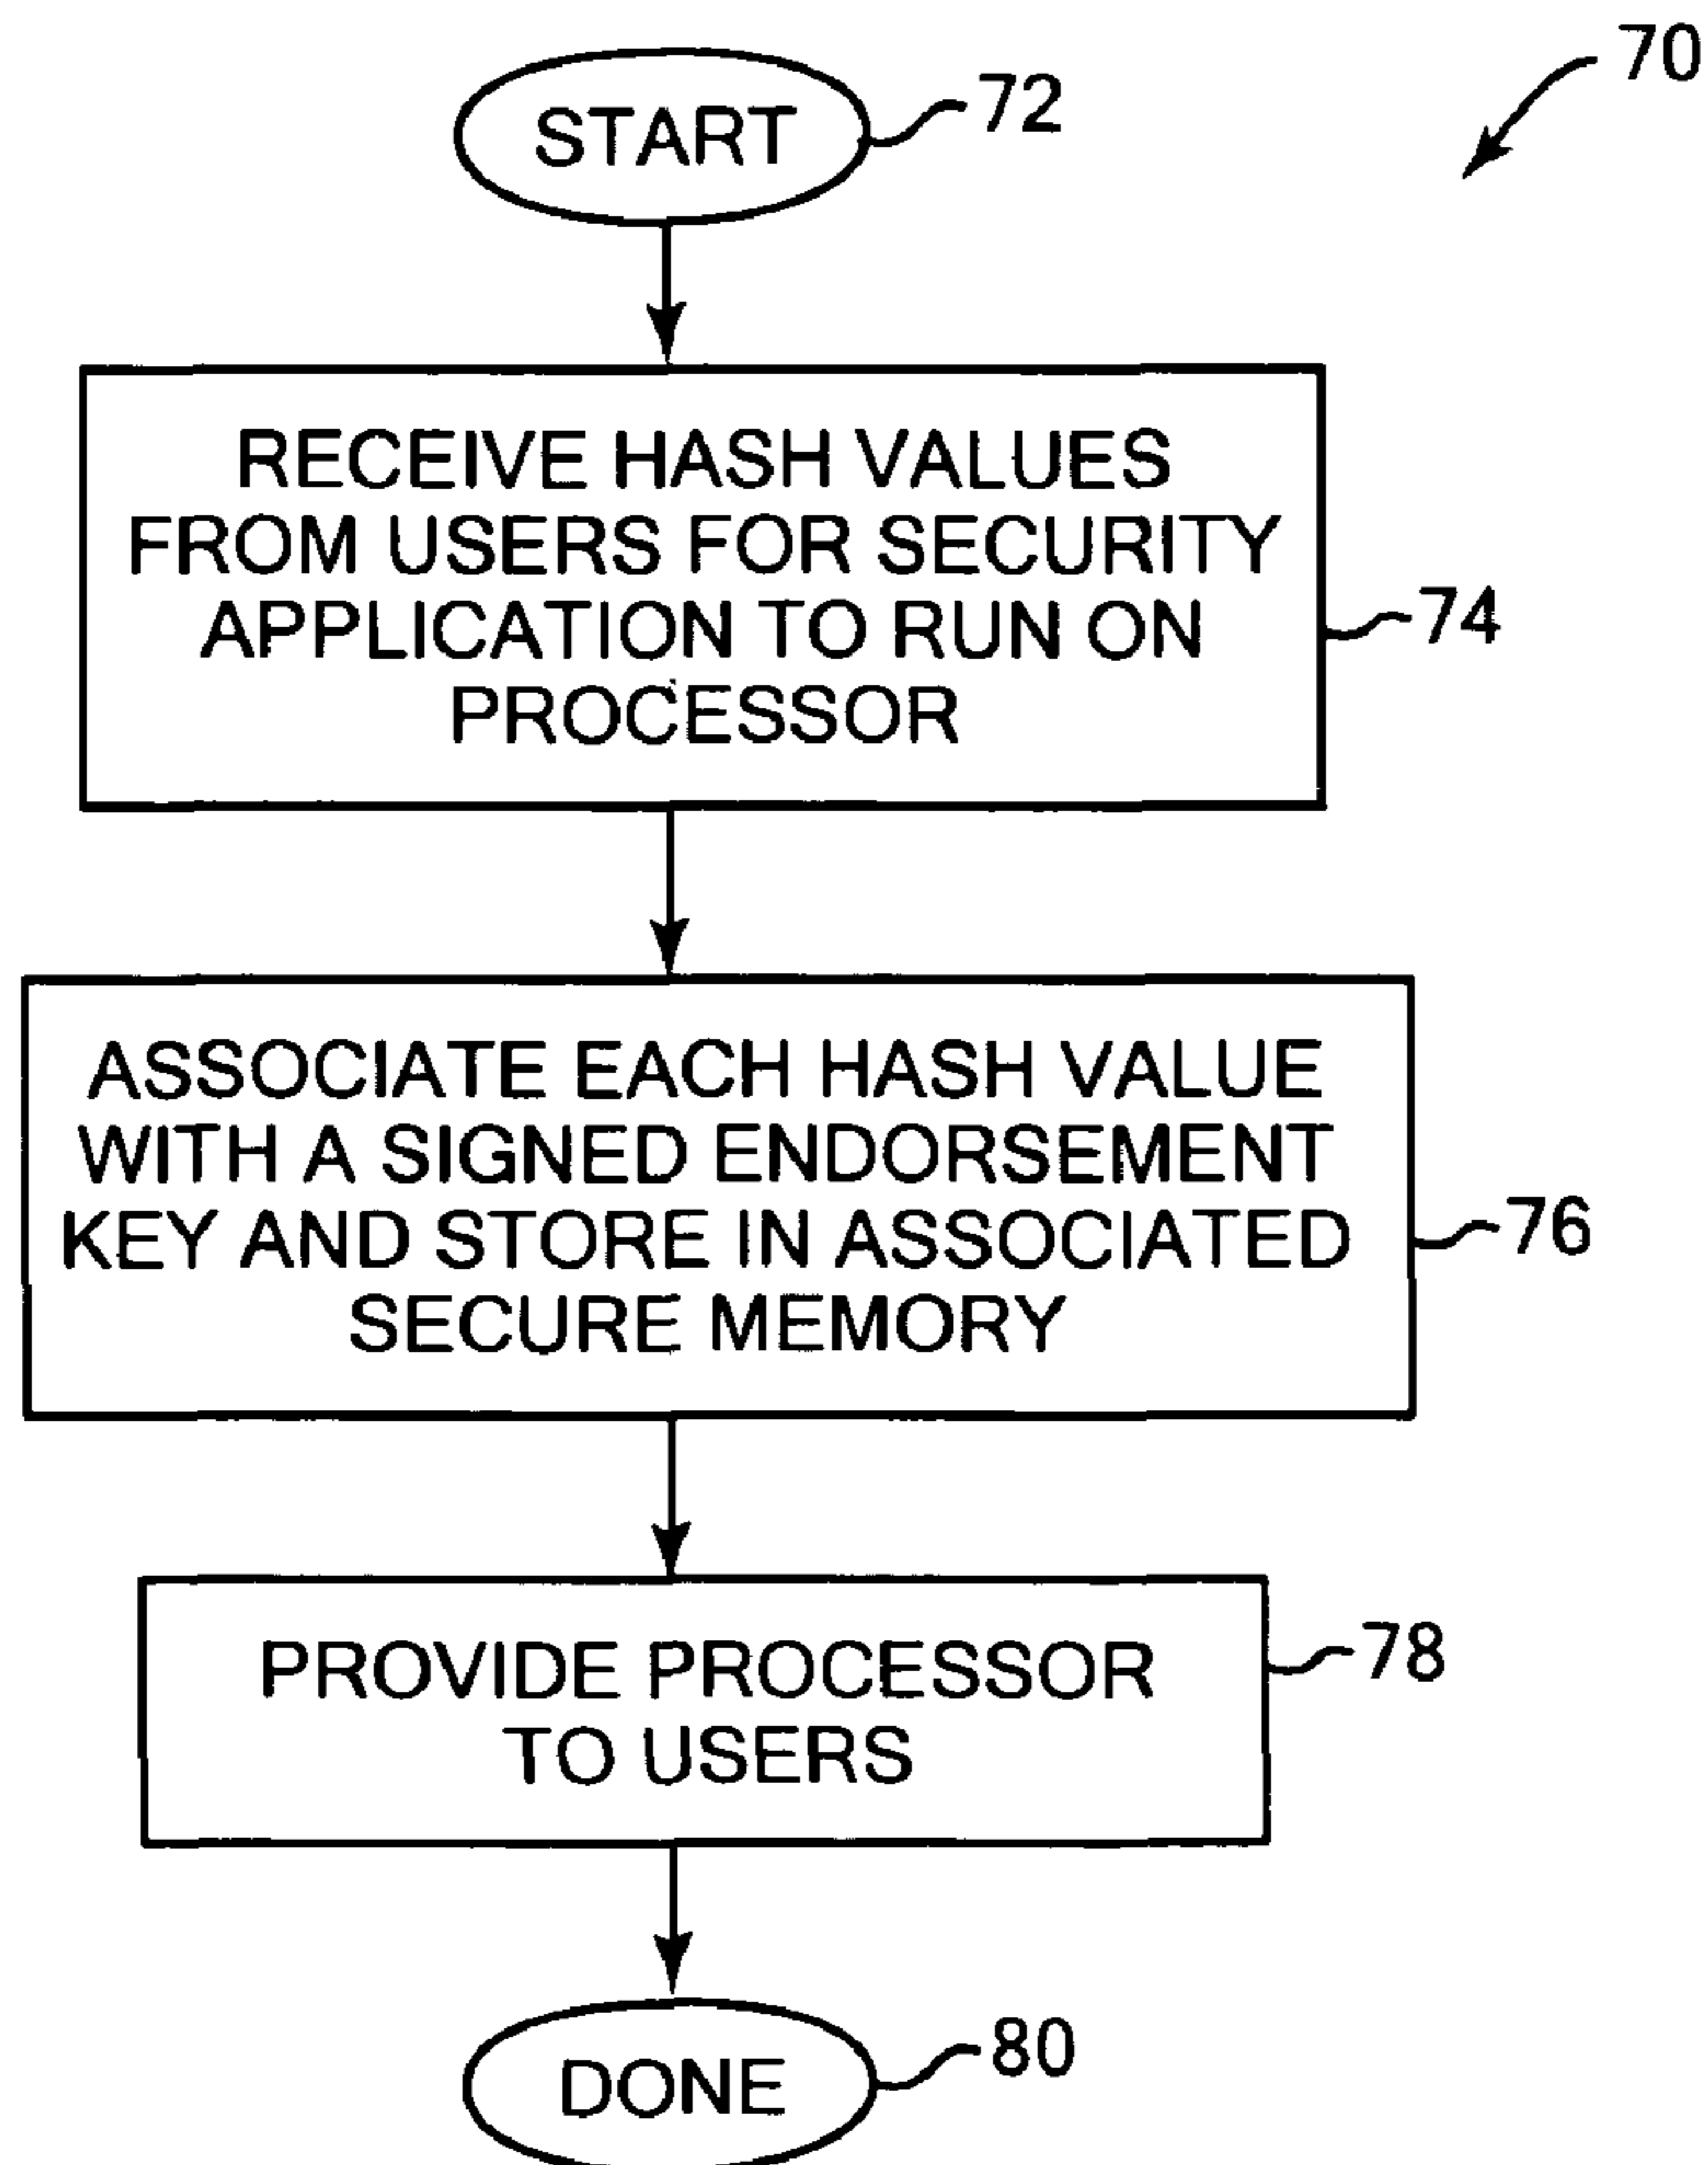 70
START
72
RECEIVE HASH VALUES
FROM USERS FOR SECURITY
APPLICATION TO RUN ON
PROCESSOR
74
ASSOCIATE EACH HASH VALUE
WITH A SIGNED ENDORSEMENT
KEY AND STORE IN ASSOCIATED
SECURE MEMORY
76
PROVIDE PROCESSOR
TO USERS
78
DONE
80